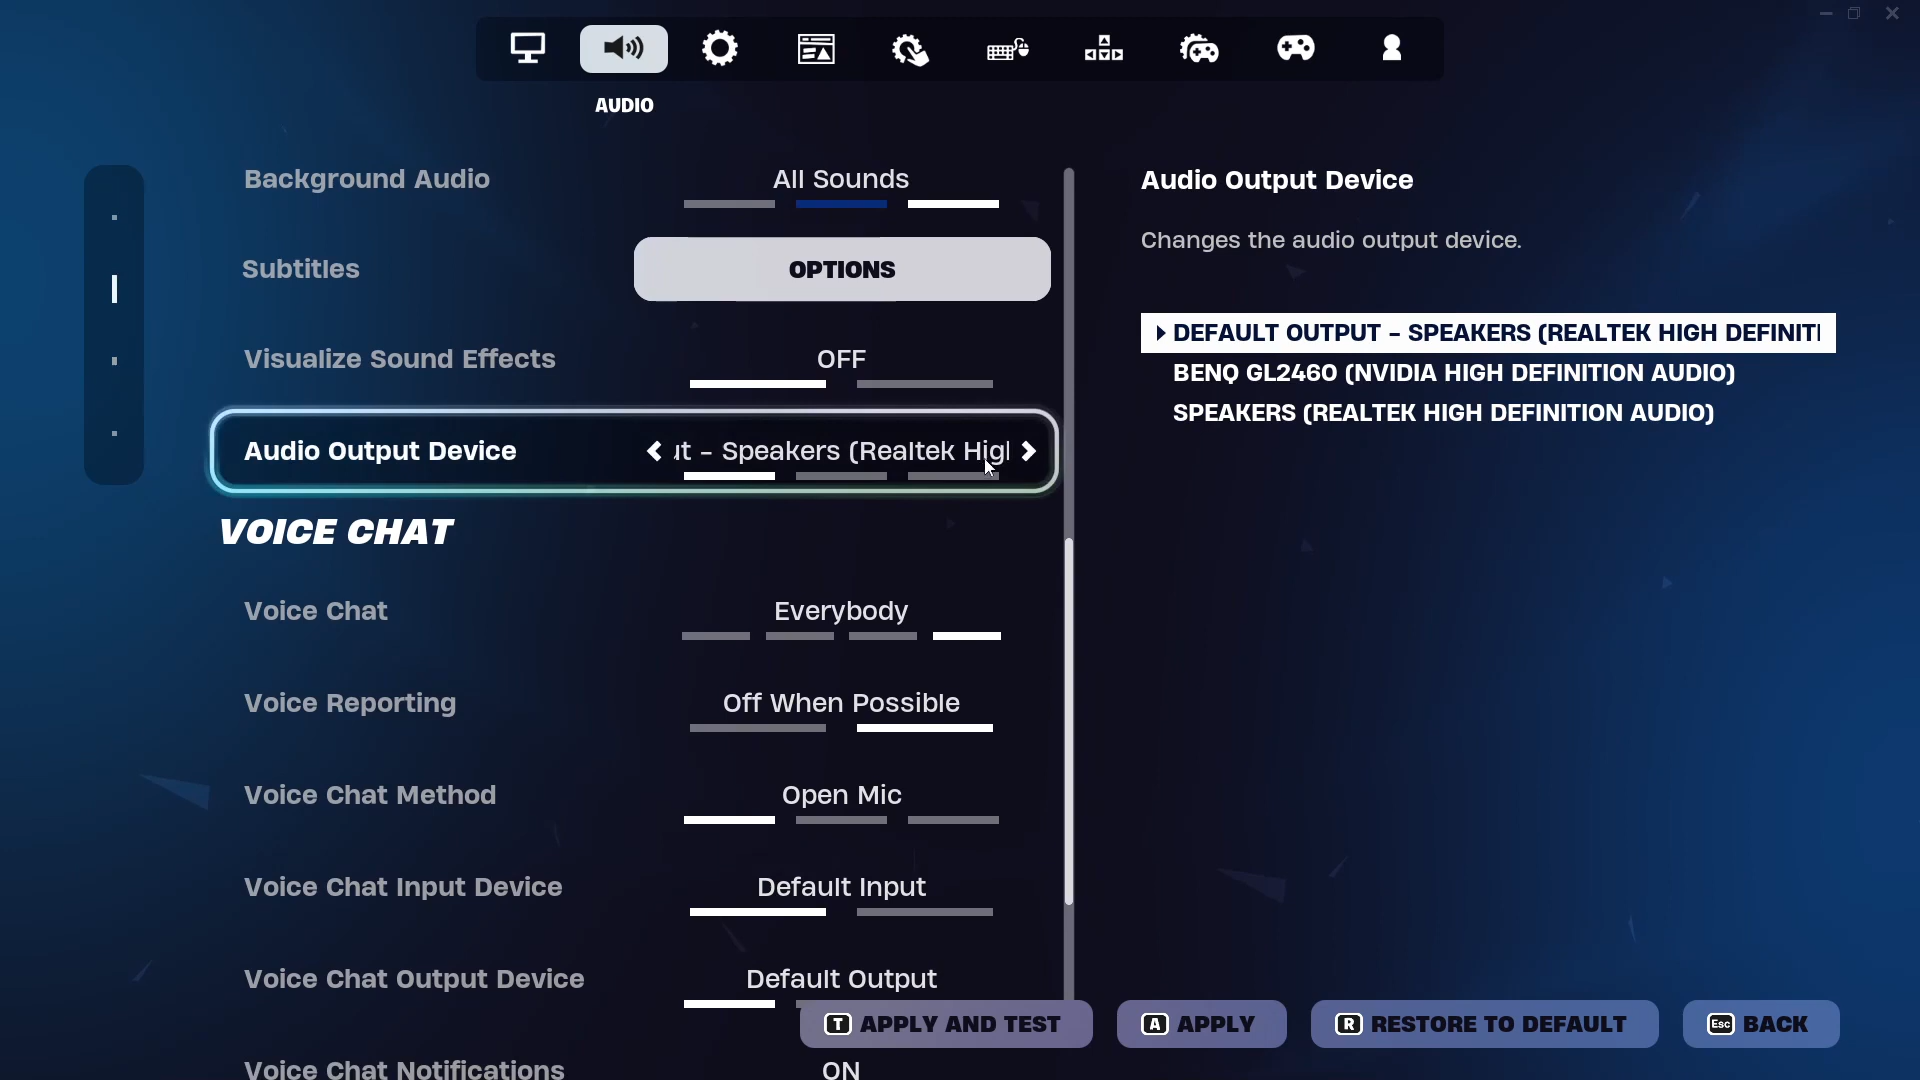 AUDIO
Background Audio
All Sounds
Subtitles
OPTIONS
Visualize Sound Effects
OFF
Audio Output Device
ut - Speakers (Realtek Higl
VOICE CHAT
Voice Chat
Everybody
Voice Reporting
Off When Possible
Voice Chat Method
Open Mic
Voice Chat Input Device
Default Input
Voice Chat Output Device
Default Output
Voice Chat Notifications
ON
Audio Output Device
Changes the audio output device.
DEFAULT OUTPUT - SPEAKERS (REALTEK HIGH DEFINITI
BENQ GL2460 (NVIDIA HIGH DEFINITION AUDIO)
SPEAKERS (REALTEK HIGH DEFINITION AUDIO)
T APPLY AND TEST
A APPLY
R RESTORE TO DEFAULT
Esc BACK